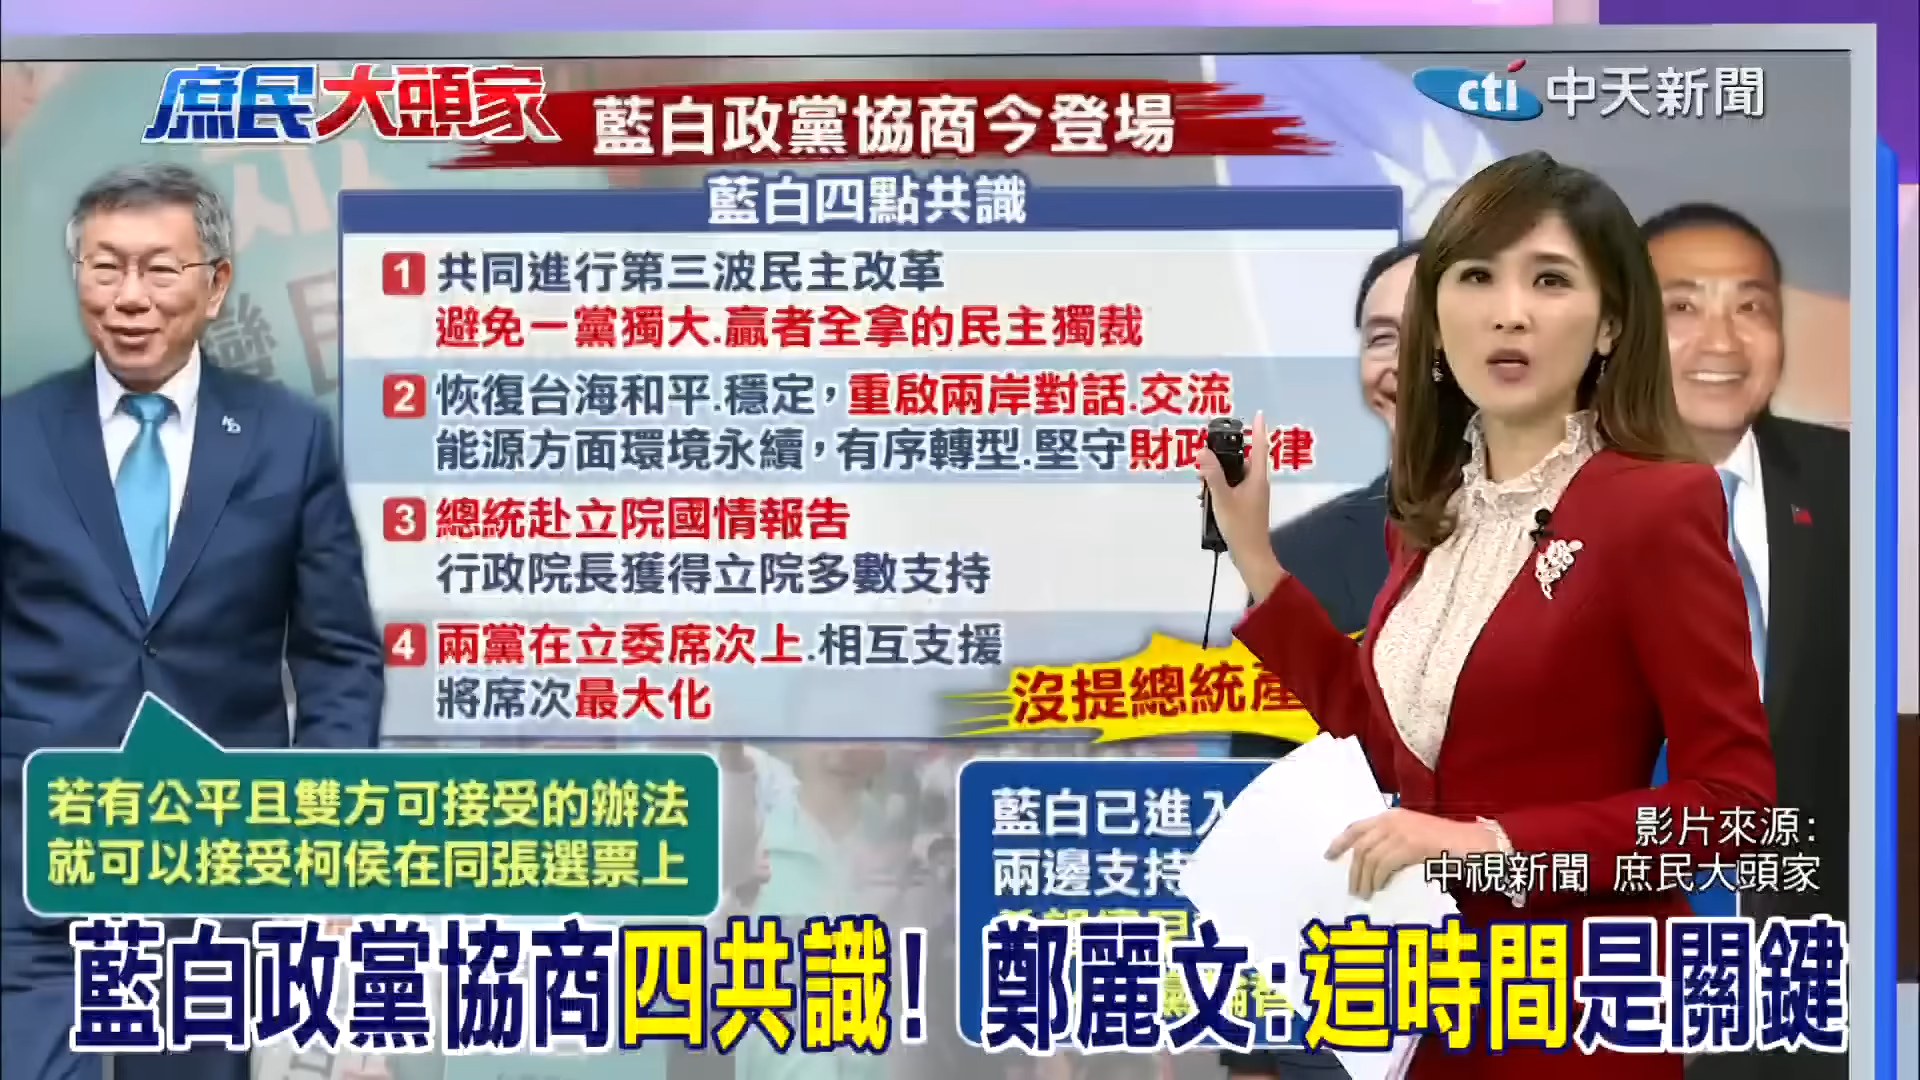 庶民大頭家
藍白政黨協商今登場
cti 中天新聞
藍白四點共識
1 共同進行第三波民主改革
避免一黨獨大.贏者全拿的民主獨裁
2 恢復台海和平.穩定，重啟兩岸對話.交流
能源方面環境永續，有序轉型.堅守財政 律
3 總統赴立院國情報告
行政院長獲得立院多數支持
4 兩黨在立委席次上.相互支援
將席次最大化
沒提總統產
若有公平且雙方可接受的辦法
就可以接受柯侯在同張選票上
藍白已進入
兩邊支持
影片來源:
中視新聞 庶民大頭家
藍白政黨協商四共識! 鄭麗文:這時間是關鍵